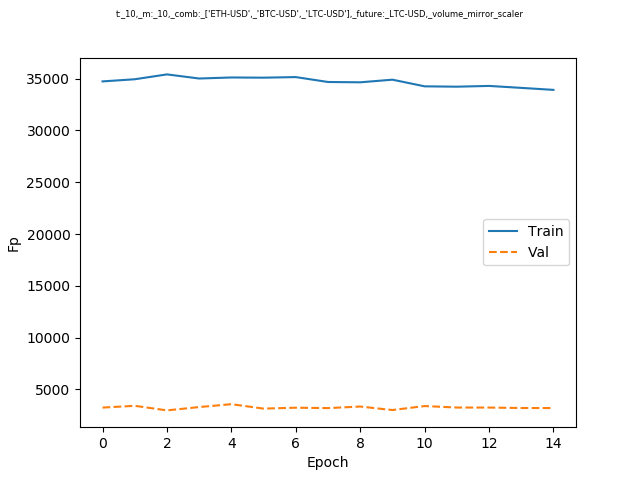 t:_10,_m:_10,_comb:_['ETH-USD',_'BTC-USD',_'LTC-USD'],_future:_LTC-USD,_volume_mirror_scaler
35000
30000
25000
20000
15000
10000
5000
Fp
Train
Val
0 2 4 6 8 10 12 14
Epoch